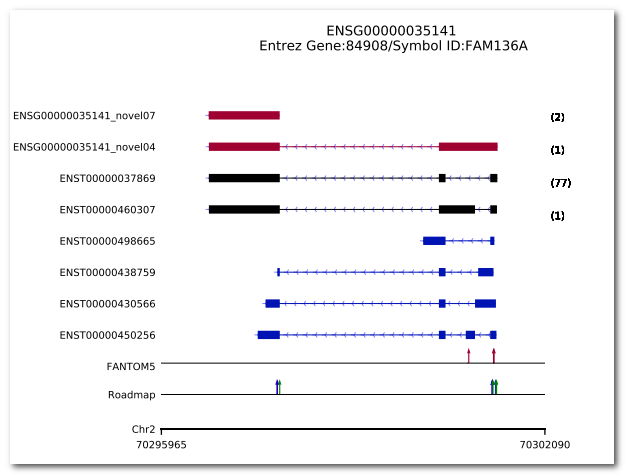 ENSG00000035141
Entrez Gene:84908/Symbol ID:FAM136A
ENSG00000035141_novel07 (2)
ENSG00000035141_novel04 (1)
ENST00000037869 (77)
ENST00000460307 (1)
ENST00000498665
ENST00000438759
ENST00000430566
ENST00000450256
FANTOM5
Roadmap
Chr2
70295965 70302090